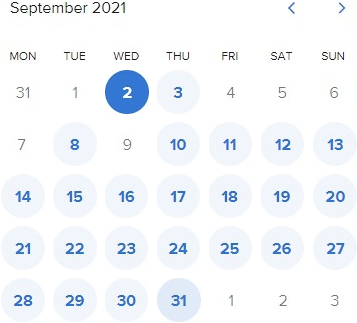 September 2021
MON TUE WED THU FRI SAT SUN
31 1 2 3 4 5 6
7 8 9 10 11 12 13
14 15 16 17 18 19 20
21 22 23 24 25 26 27
28 29 30 31 1 2 3